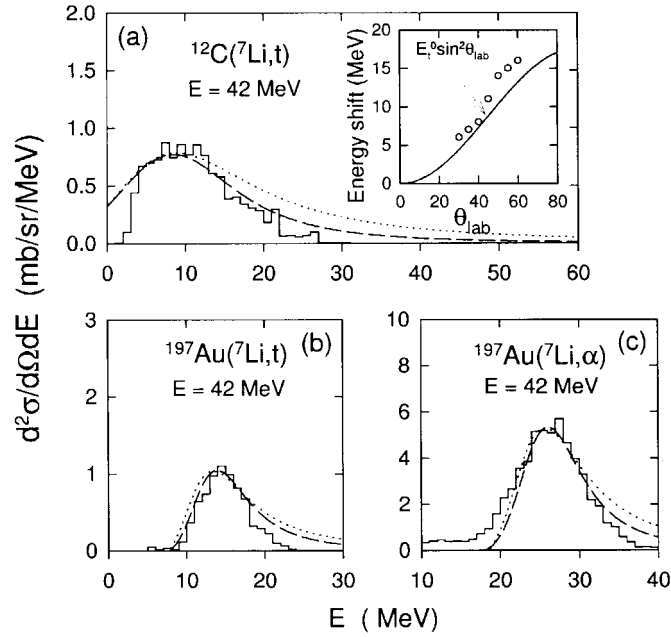 (a)
¹²C(⁷Li,t)
E = 42 MeV
E_t⁰sin²θ_lab
Energy shift (MeV)
20
15
10
5
0
0 20 40 60 80
θ_lab
2.0
1.5
1.0
0.5
0.0
0 10 20 30 40 50 60
d²σ/dΩdE (mb/sr/MeV)
¹⁹⁷Au(⁷Li,t) (b)
E = 42 MeV
3
2
1
0
0 10 20 30
¹⁹⁷Au(⁷Li,α) (c)
E = 42 MeV
8
6
4
2
0
10 20 30 40
E ( MeV)